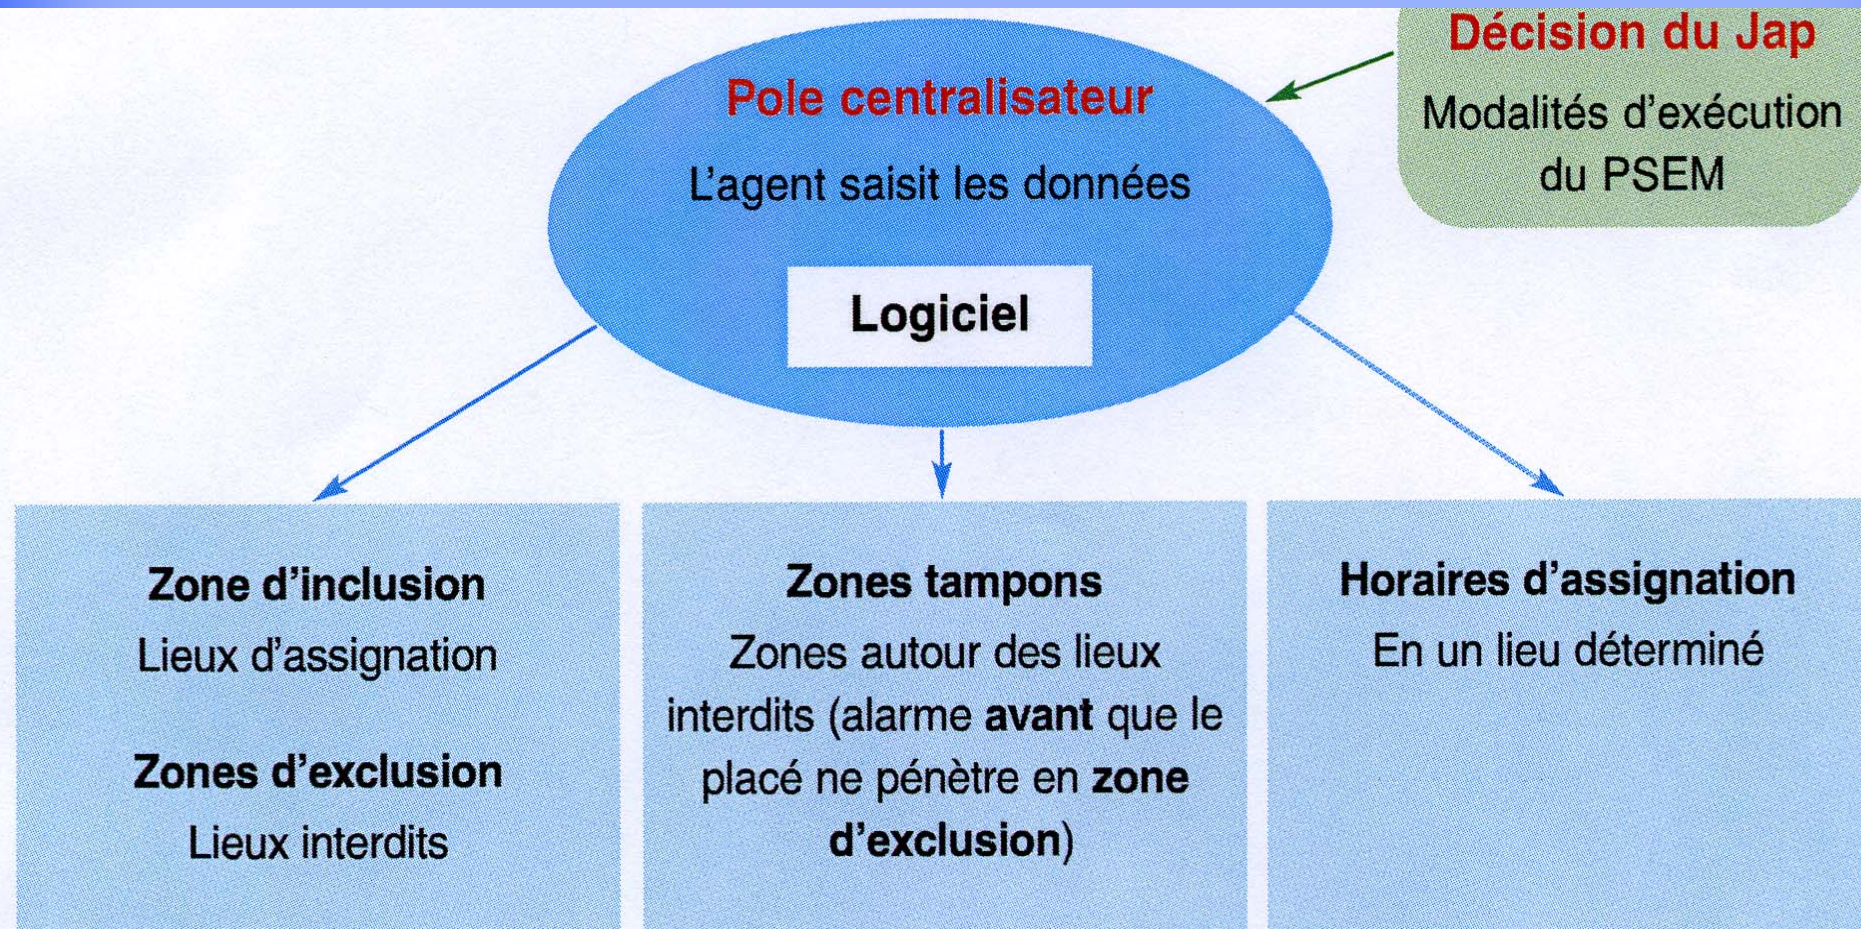 Décision du Jap
Modalités d'exécution
du PSEM
Pole centralisateur
L'agent saisit les données
Logiciel
Zone d'inclusion
Lieux d'assignation
Zones d'exclusion
Lieux interdits
Zones tampons
Zones autour des lieux
interdits (alarme avant que le
placé ne pénètre en zone
d'exclusion)
Horaires d'assignation
En un lieu déterminé